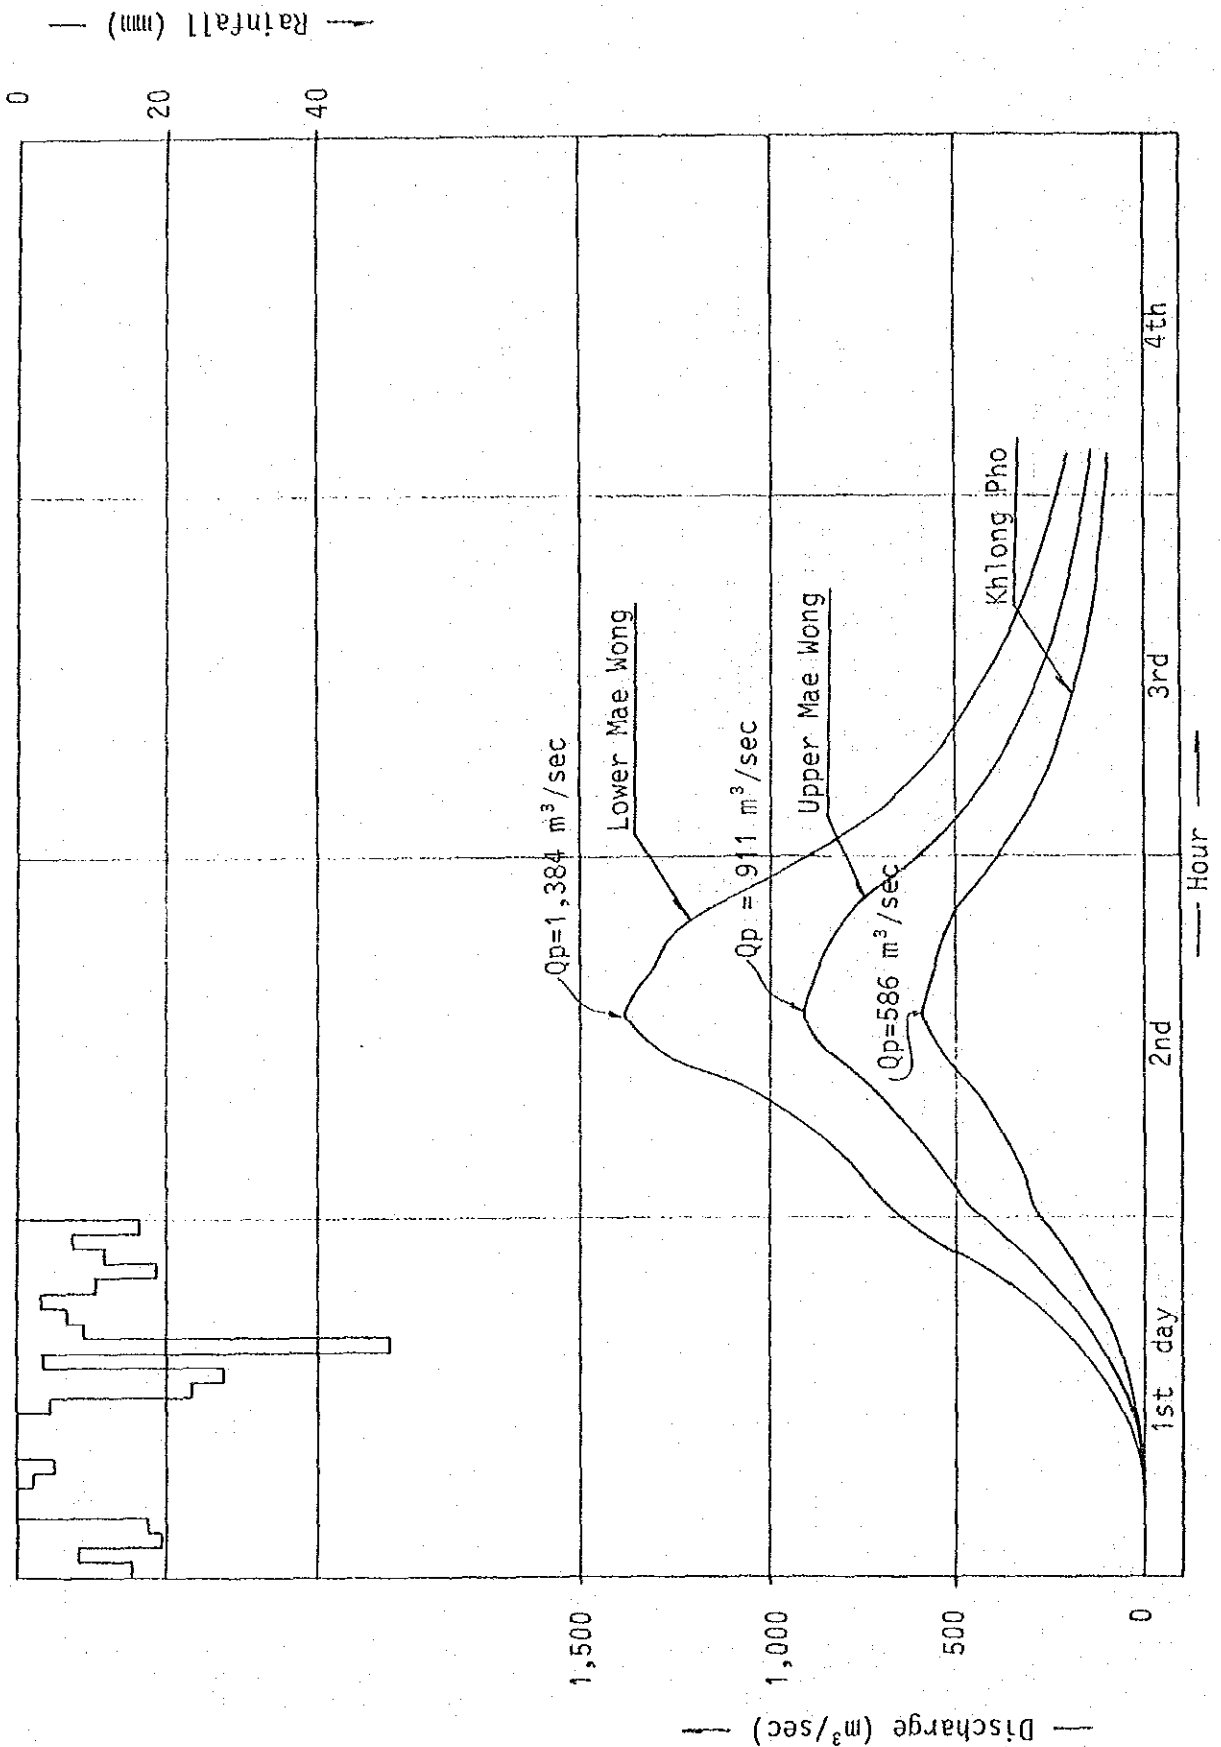 Rainfall (mm)
0
20
40
Qp=1,384 m³/sec
Lower Mae Wong
Qp = 911 m³/sec
Upper Mae Wong
Qp=586 m³/sec
Khlong Pho
1,500
1,000
500
0
Discharge (m³/sec)
1st day
2nd
3rd
4th
Hour